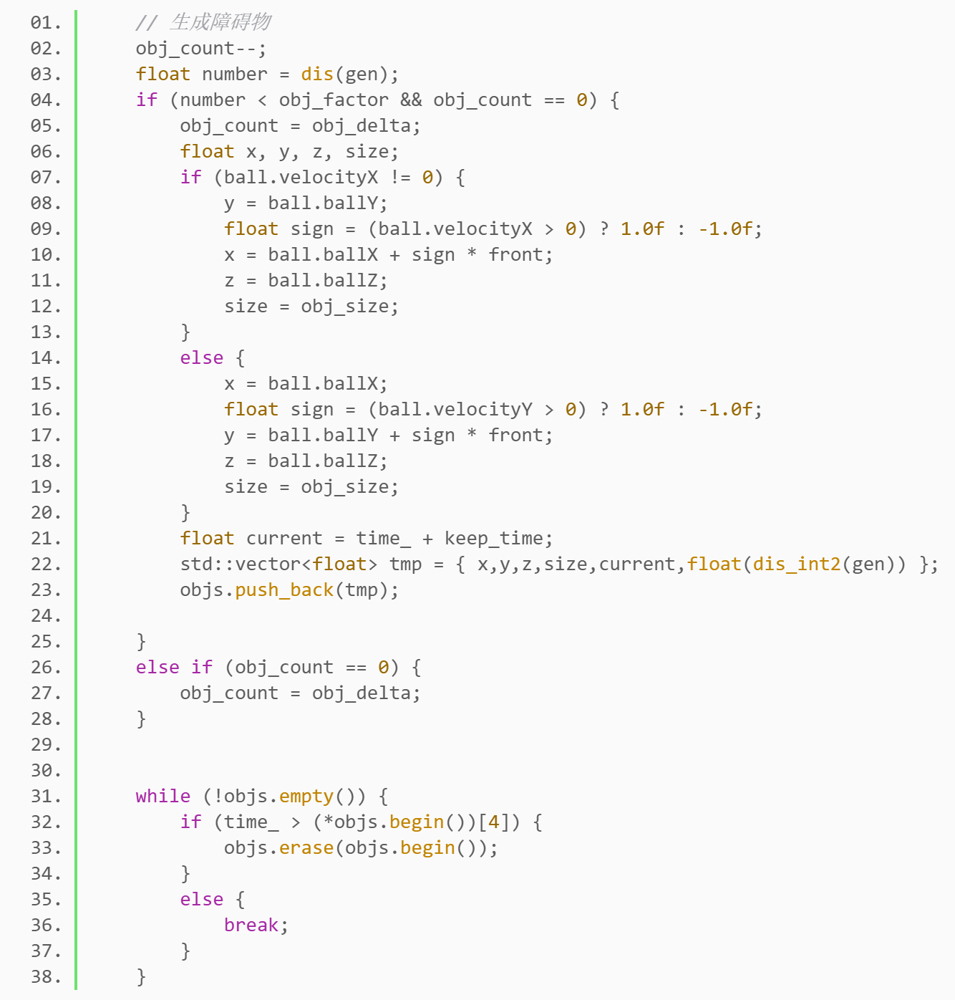 01. // 生成障碍物
02. obj_count--;
03. float number = dis(gen);
04. if (number < obj_factor && obj_count == 0) {
05. obj_count = obj_delta;
06. float x, y, z, size;
07. if (ball.velocityX != 0) {
08. y = ball.ballY;
09. float sign = (ball.velocityX > 0) ? 1.0f : -1.0f;
10. x = ball.ballX + sign * front;
11. z = ball.ballZ;
12. size = obj_size;
13. }
14. else {
15. x = ball.ballX;
16. float sign = (ball.velocityY > 0) ? 1.0f : -1.0f;
17. y = ball.ballY + sign * front;
18. z = ball.ballZ;
19. size = obj_size;
20. }
21. float current = time_ + keep_time;
22. std::vector<float> tmp = { x,y,z,size,current,float(dis_int2(gen)) };
23. objs.push_back(tmp);
24.
25. }
26. else if (obj_count == 0) {
27. obj_count = obj_delta;
28. }
29.
30.
31. while (!objs.empty()) {
32. if (time_ > (*objs.begin())[4]) {
33. objs.erase(objs.begin());
34. }
35. else {
36. break;
37. }
38. }